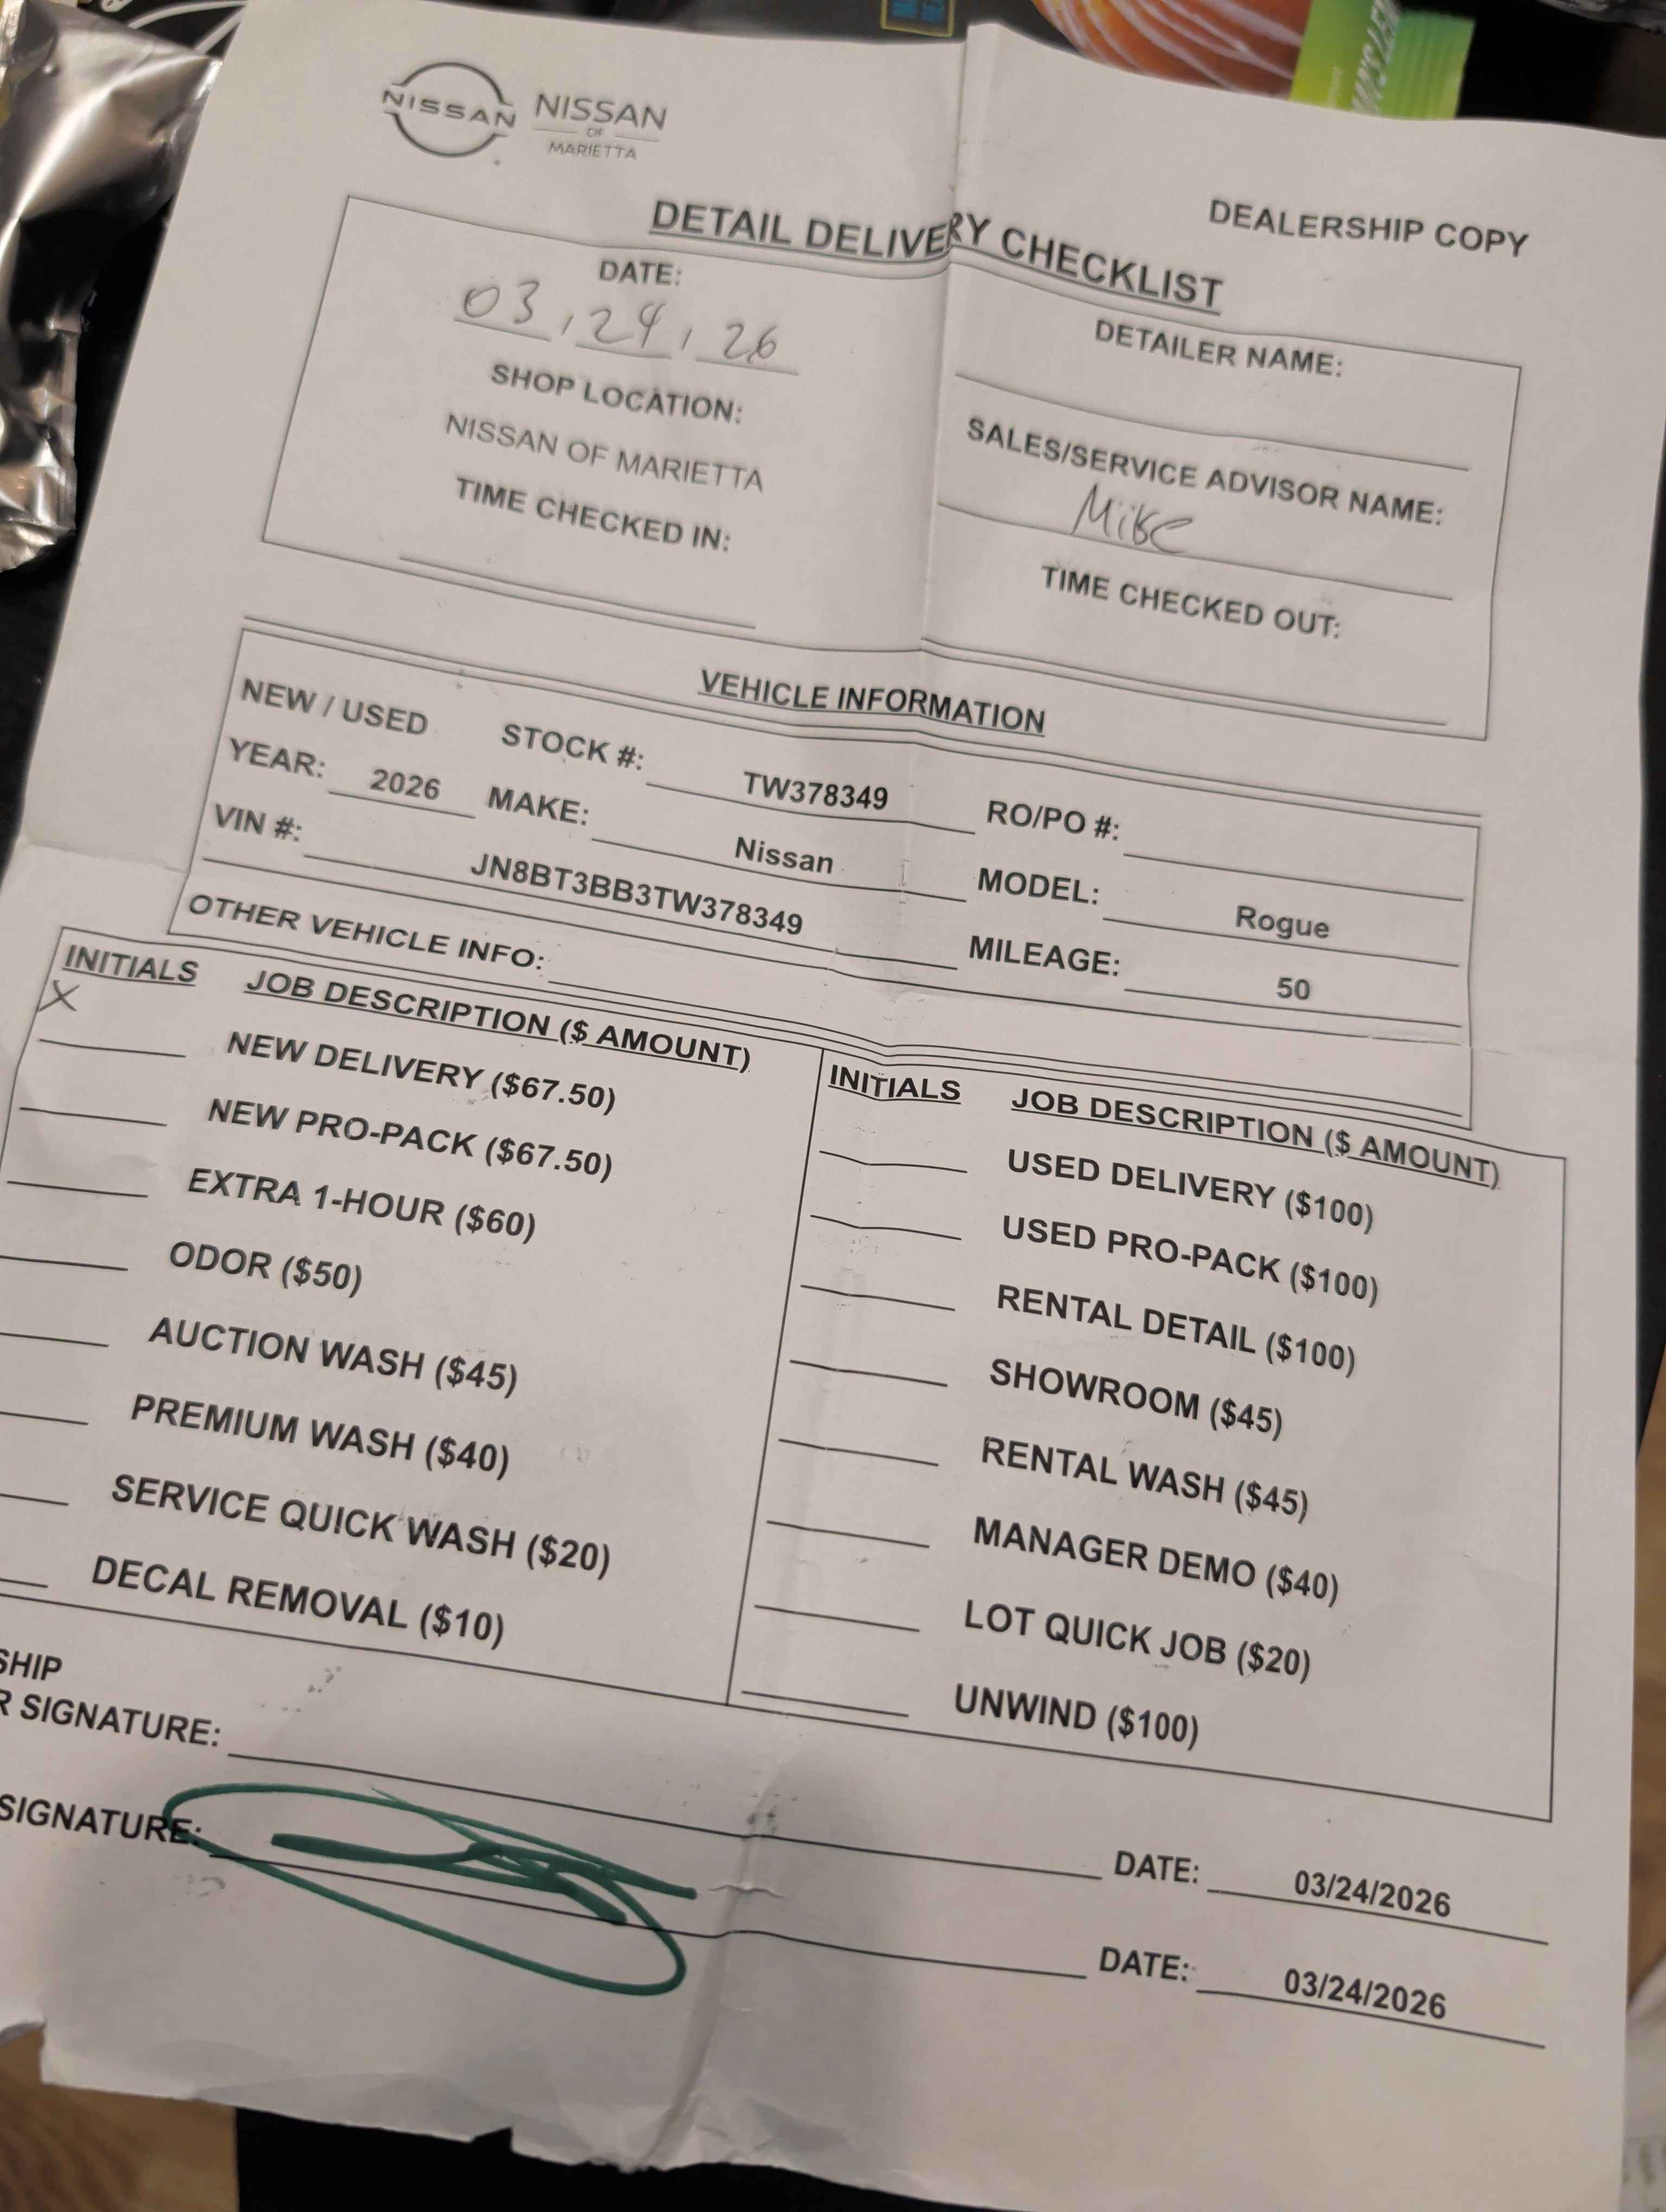 NISSAN
NISSAN
OF
MARIETTA
DEALERSHIP COPY
DETAIL DELIVERY CHECKLIST
DATE:
03, 24, 26
SHOP LOCATION:
NISSAN OF MARIETTA
TIME CHECKED IN:
DETAILER NAME:
SALES/SERVICE ADVISOR NAME:
Mike
TIME CHECKED OUT:
VEHICLE INFORMATION
NEW / USED STOCK #: TW378349 RO/PO #:
YEAR: 2026 MAKE: Nissan MODEL: Rogue
VIN #: JN8BT3BB3TW378349 MILEAGE: 50
OTHER VEHICLE INFO:
INITIALS JOB DESCRIPTION ($ AMOUNT)
X NEW DELIVERY ($67.50)
NEW PRO-PACK ($67.50)
EXTRA 1-HOUR ($60)
ODOR ($50)
AUCTION WASH ($45)
PREMIUM WASH ($40)
SERVICE QUICK WASH ($20)
DECAL REMOVAL ($10)
INITIALS JOB DESCRIPTION ($ AMOUNT)
USED DELIVERY ($100)
USED PRO-PACK ($100)
RENTAL DETAIL ($100)
SHOWROOM ($45)
RENTAL WASH ($45)
MANAGER DEMO ($40)
LOT QUICK JOB ($20)
UNWIND ($100)
SHIP
R SIGNATURE: DATE: 03/24/2026
SIGNATURE: DATE: 03/24/2026